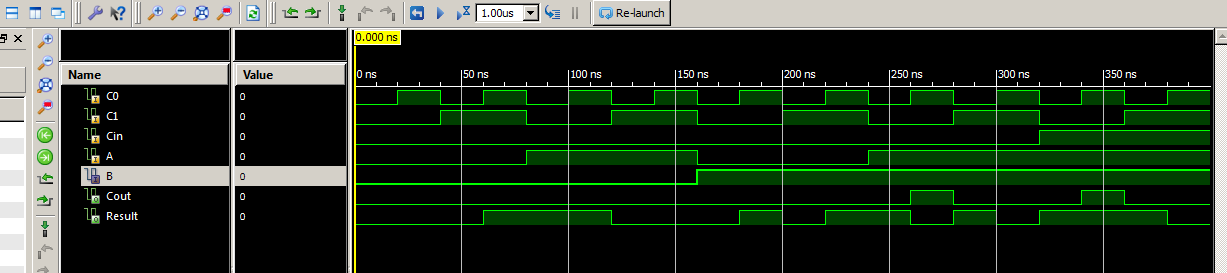 1.00us Re-launch
0.000 ns
0 ns 50 ns 100 ns 150 ns 200 ns 250 ns 300 ns 350 ns
Name Value
C0 0
C1 0
Cin 0
A 0
B 0
Cout 0
Result 0